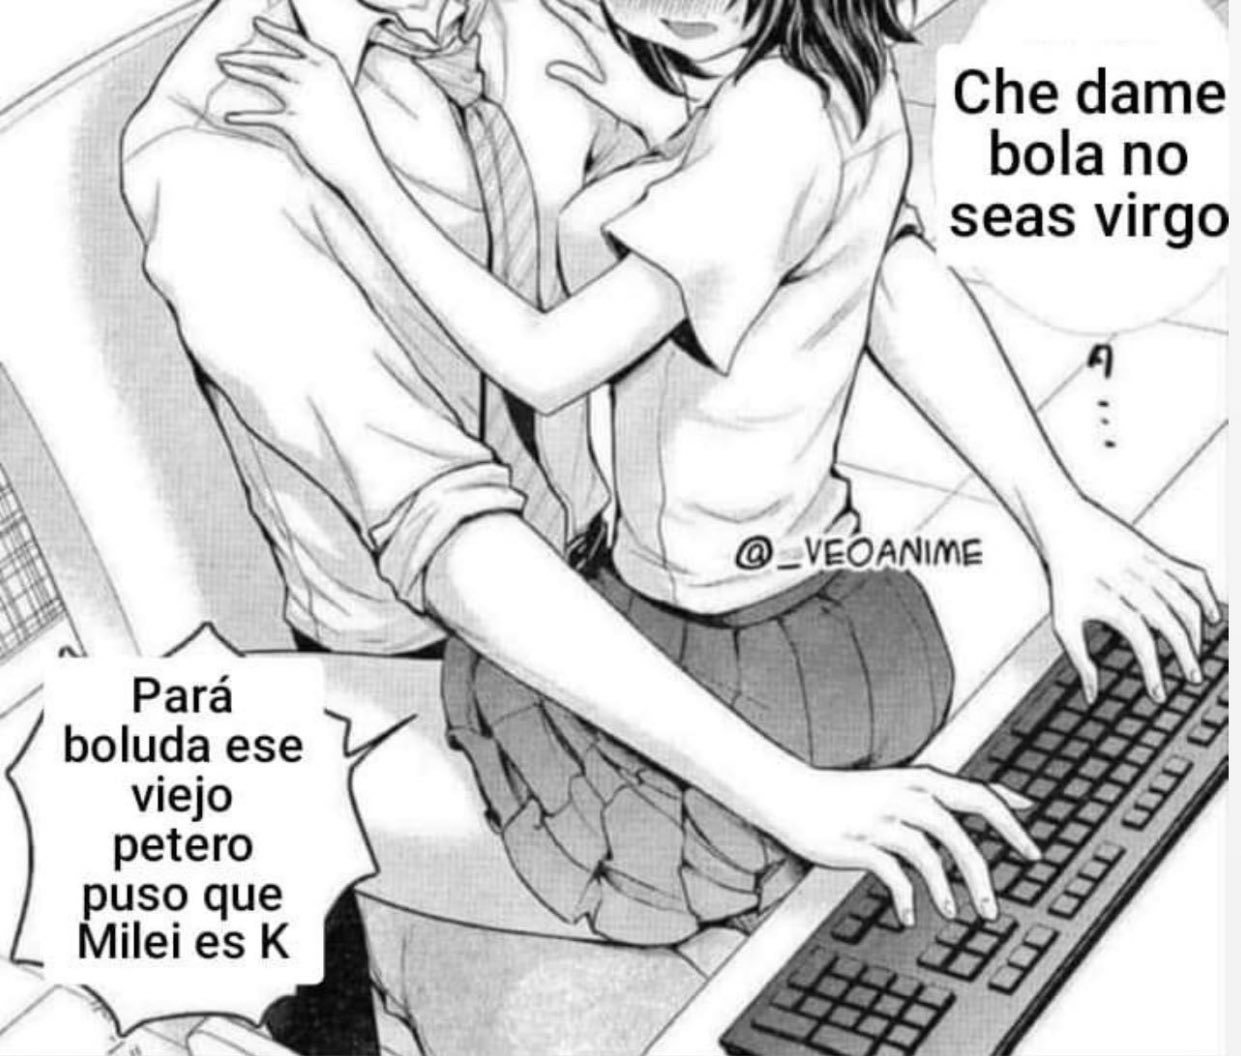 Che dame
bola no
seas virgo
A...
@_VEOANIME
Pará
boluda ese
viejo
petero
puso que
Milei es K